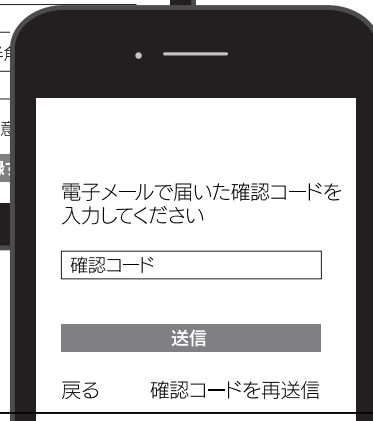 電子メールで届いた確認コードを
入力してください
確認コード
送信
戻る 確認コードを再送信